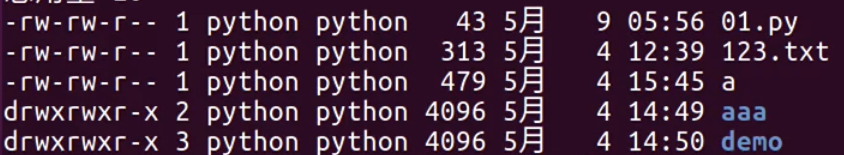 -rw-rw-r-- 1 python python 43 5月 9 05:56 01.py
-rw-rw-r-- 1 python python 313 5月 4 12:39 123.txt
-rw-rw-r-- 1 python python 479 5月 4 15:45 a
drwxrwxr-x 2 python python 4096 5月 4 14:49 aaa
drwxrwxr-x 3 python python 4096 5月 4 14:50 demo